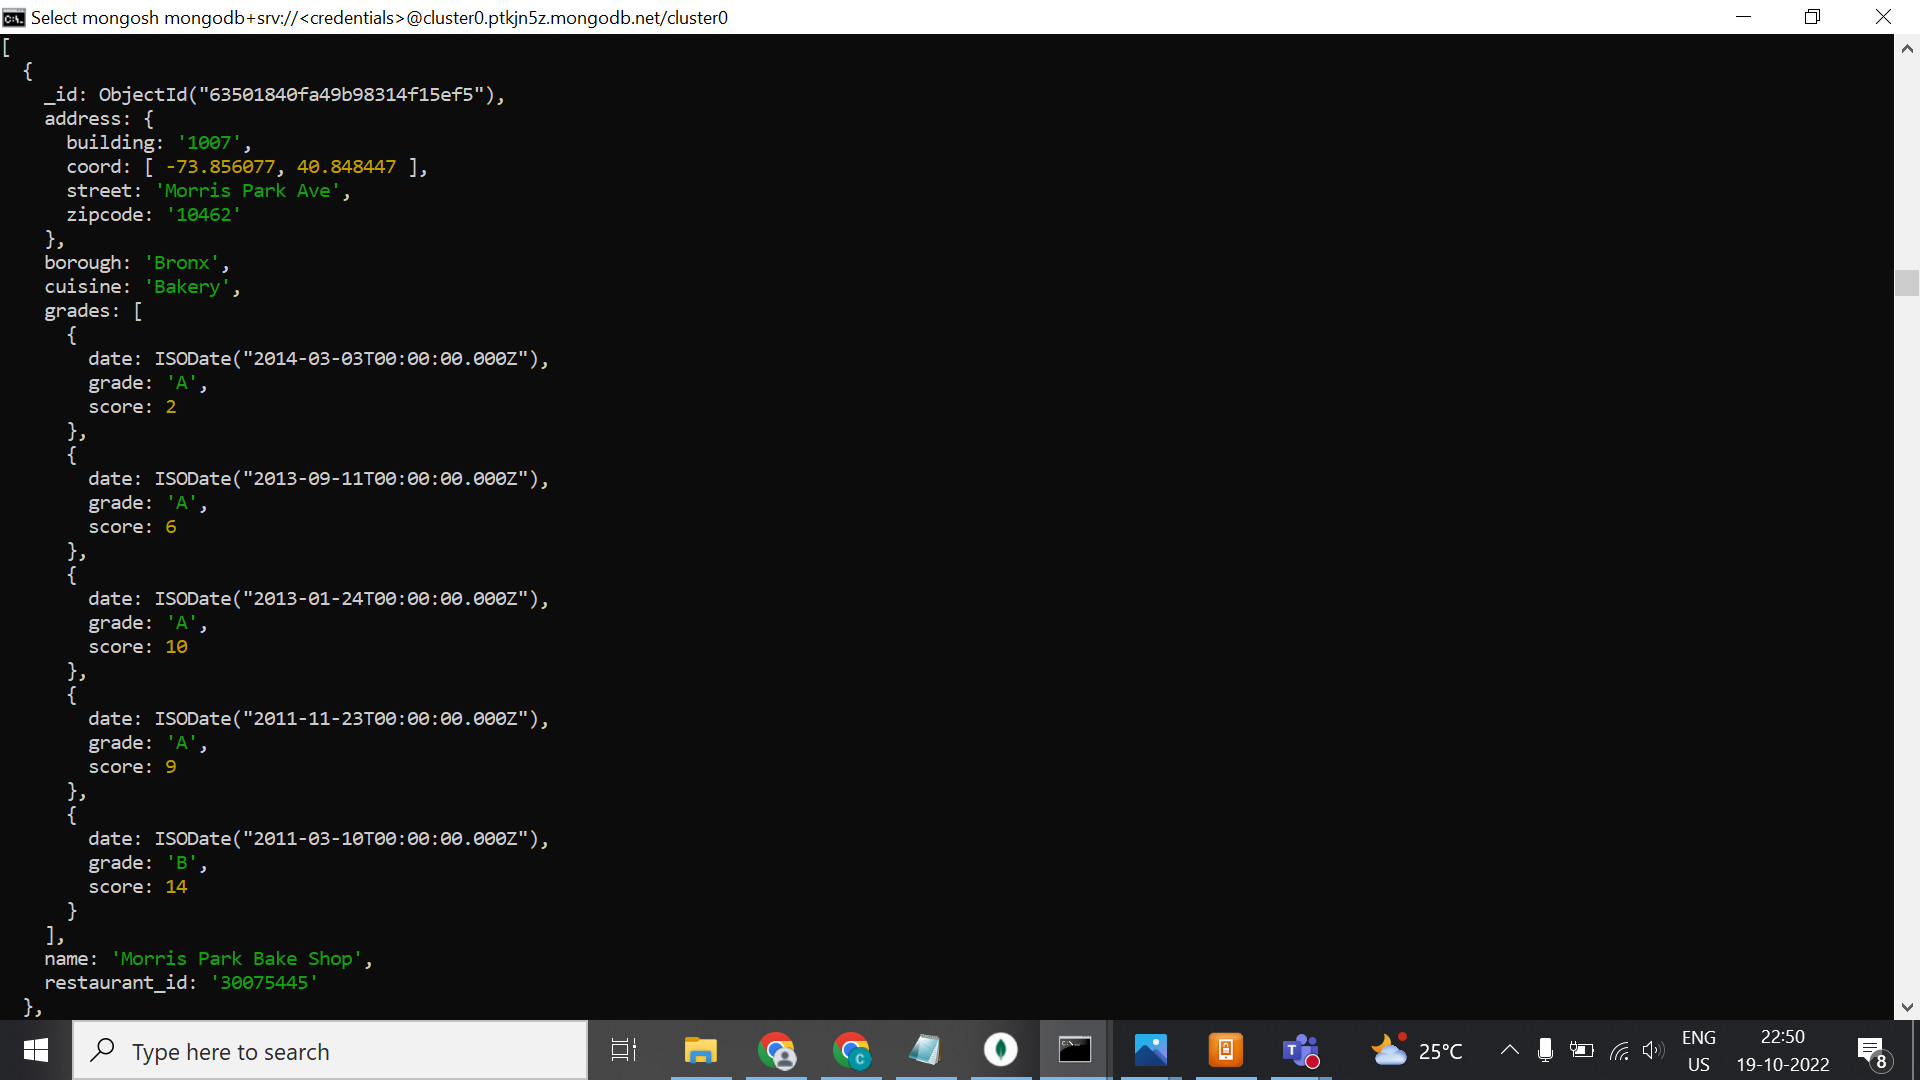 Select mongosh mongodb+srv://<credentials>@cluster0.ptkjn5z.mongodb.net/cluster0
[
  {
    _id: ObjectId("63501840fa49b98314f15ef5"),
    address: {
      building: '1007',
      coord: [ -73.856077, 40.848447 ],
      street: 'Morris Park Ave',
      zipcode: '10462'
    },
    borough: 'Bronx',
    cuisine: 'Bakery',
    grades: [
      {
        date: ISODate("2014-03-03T00:00:00.000Z"),
        grade: 'A',
        score: 2
      },
      {
        date: ISODate("2013-09-11T00:00:00.000Z"),
        grade: 'A',
        score: 6
      },
      {
        date: ISODate("2013-01-24T00:00:00.000Z"),
        grade: 'A',
        score: 10
      },
      {
        date: ISODate("2011-11-23T00:00:00.000Z"),
        grade: 'A',
        score: 9
      },
      {
        date: ISODate("2011-03-10T00:00:00.000Z"),
        grade: 'B',
        score: 14
      }
    ],
    name: 'Morris Park Bake Shop',
    restaurant_id: '30075445'
  },
Type here to search
25°C
ENG
US
22:50
19-10-2022
8